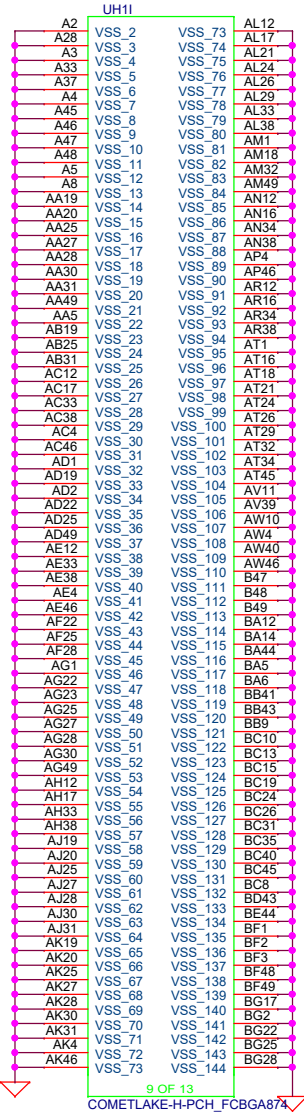 UH1I
A2 VSS_2 VSS_73 AL12
A28 VSS_3 VSS_74 AL17
A3 VSS_4 VSS_75 AL21
A33 VSS_5 VSS_76 AL24
A37 VSS_6 VSS_77 AL26
A4 VSS_7 VSS_78 AL29
A45 VSS_8 VSS_79 AL33
A46 VSS_9 VSS_80 AL38
A47 VSS_10 VSS_81 AM1
A48 VSS_11 VSS_82 AM18
A5 VSS_12 VSS_83 AM32
A8 VSS_13 VSS_84 AM49
AA19 VSS_14 VSS_85 AN12
AA20 VSS_15 VSS_86 AN16
AA25 VSS_16 VSS_87 AN34
AA27 VSS_17 VSS_88 AN38
AA28 VSS_18 VSS_89 AP4
AA30 VSS_19 VSS_90 AP46
AA31 VSS_20 VSS_91 AR12
AA49 VSS_21 VSS_92 AR16
AA5 VSS_22 VSS_93 AR34
AB19 VSS_23 VSS_94 AR38
AB25 VSS_24 VSS_95 AT1
AB31 VSS_25 VSS_96 AT16
AC12 VSS_26 VSS_97 AT18
AC17 VSS_27 VSS_98 AT21
AC33 VSS_28 VSS_99 AT24
AC38 VSS_29 VSS_100 AT26
AC4 VSS_30 VSS_101 AT29
AC46 VSS_31 VSS_102 AT32
AD1 VSS_32 VSS_103 AT34
AD19 VSS_33 VSS_104 AT45
AD2 VSS_34 VSS_105 AV11
AD22 VSS_35 VSS_106 AV39
AD25 VSS_36 VSS_107 AW10
AD49 VSS_37 VSS_108 AW4
AE12 VSS_38 VSS_109 AW40
AE33 VSS_39 VSS_110 AW46
AE38 VSS_40 VSS_111 B47
AE4 VSS_41 VSS_112 B48
AE46 VSS_42 VSS_113 B49
AF22 VSS_43 VSS_114 BA12
AF25 VSS_44 VSS_115 BA14
AF28 VSS_45 VSS_116 BA44
AG1 VSS_46 VSS_117 BA5
AG22 VSS_47 VSS_118 BA6
AG23 VSS_48 VSS_119 BB41
AG25 VSS_49 VSS_120 BB43
AG27 VSS_50 VSS_121 BB9
AG28 VSS_51 VSS_122 BC10
AG30 VSS_52 VSS_123 BC13
AG49 VSS_53 VSS_124 BC15
AH12 VSS_54 VSS_125 BC19
AH17 VSS_55 VSS_126 BC24
AH33 VSS_56 VSS_127 BC26
AH38 VSS_57 VSS_128 BC31
AJ19 VSS_58 VSS_129 BC35
AJ20 VSS_59 VSS_130 BC40
AJ25 VSS_60 VSS_131 BC45
AJ27 VSS_61 VSS_132 BC8
AJ28 VSS_62 VSS_133 BD43
AJ30 VSS_63 VSS_134 BE44
AJ31 VSS_64 VSS_135 BF1
AK19 VSS_65 VSS_136 BF2
AK20 VSS_66 VSS_137 BF3
AK25 VSS_67 VSS_138 BF48
AK27 VSS_68 VSS_139 BF49
AK28 VSS_69 VSS_140 BG17
AK30 VSS_70 VSS_141 BG2
AK31 VSS_71 VSS_142 BG22
AK4 VSS_72 VSS_143 BG25
AK46 VSS_73 VSS_144 BG28
9 OF 13
COMETLAKE-H-PCH_FCBGA874